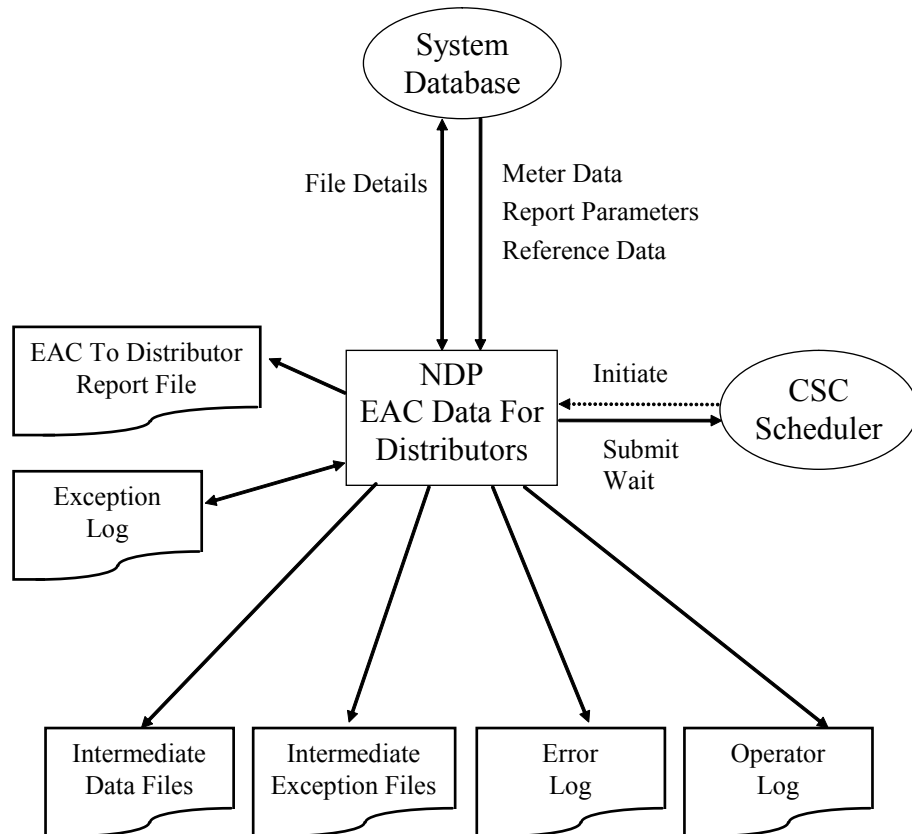 System
Database
File Details
Meter Data
Report Parameters
Reference Data
EAC To Distributor
Report File
NDP
EAC Data For
Distributors
Initiate
CSC
Scheduler
Submit
Wait
Exception
Log
Intermediate
Data Files
Intermediate
Exception Files
Error
Log
Operator
Log